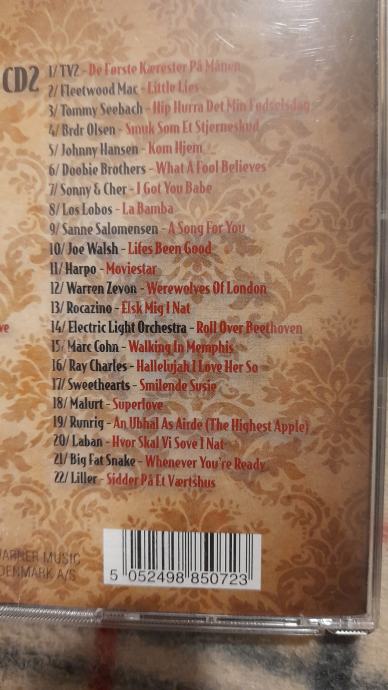 CD2
1/ TV2 - De Første Kærester På Månen
2/ Fleetwood Mac - Little Lies
3/ Tommy Seebach - Hip Hurra Det Min Fødselsdag
4/ Brdr Olsen - Smuk Som Et Stjerneskud
5/ Johnny Hansen - Kom Hjem
6/ Doobie Brothers - What A Fool Believes
7/ Sonny & Cher - I Got You Babe
8/ Los Lobos - La Bamba
9/ Sanne Salomonsen - A Song For You
10/ Joe Walsh - Lifes Been Good
11/ Harpo - Moviestar
12/ Warren Zevon - Werewolves Of London
13/ Rocazino - Elsk Mig I Nat
14/ Electric Light Orchestra - Roll Over Beethoven
15/ Marc Cohn - Walking In Memphis
16/ Ray Charles - Hallelujah I Love Her So
17/ Sweethearts - Smilende Susie
18/ Malurt - Superlove
19/ Runrig - An Ubhal As Airde (The Highest Apple)
20/ Laban - Hvor Skal Vi Sove I Nat
21/ Big Fat Snake - Whenever You're Ready
22/ Liller - Sidder På Et Værtshus
WARNER MUSIC
DENMARK A/S
5 052498 850723